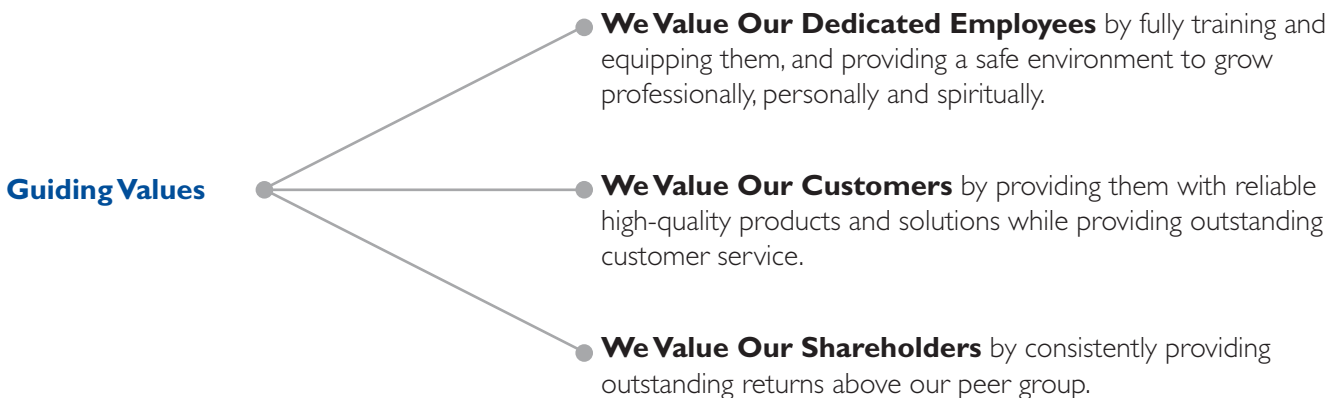 Guiding Values
We Value Our Dedicated Employees by fully training and
equipping them, and providing a safe environment to grow
professionally, personally and spiritually.
We Value Our Customers by providing them with reliable
high-quality products and solutions while providing outstanding
customer service.
We Value Our Shareholders by consistently providing
outstanding returns above our peer group.